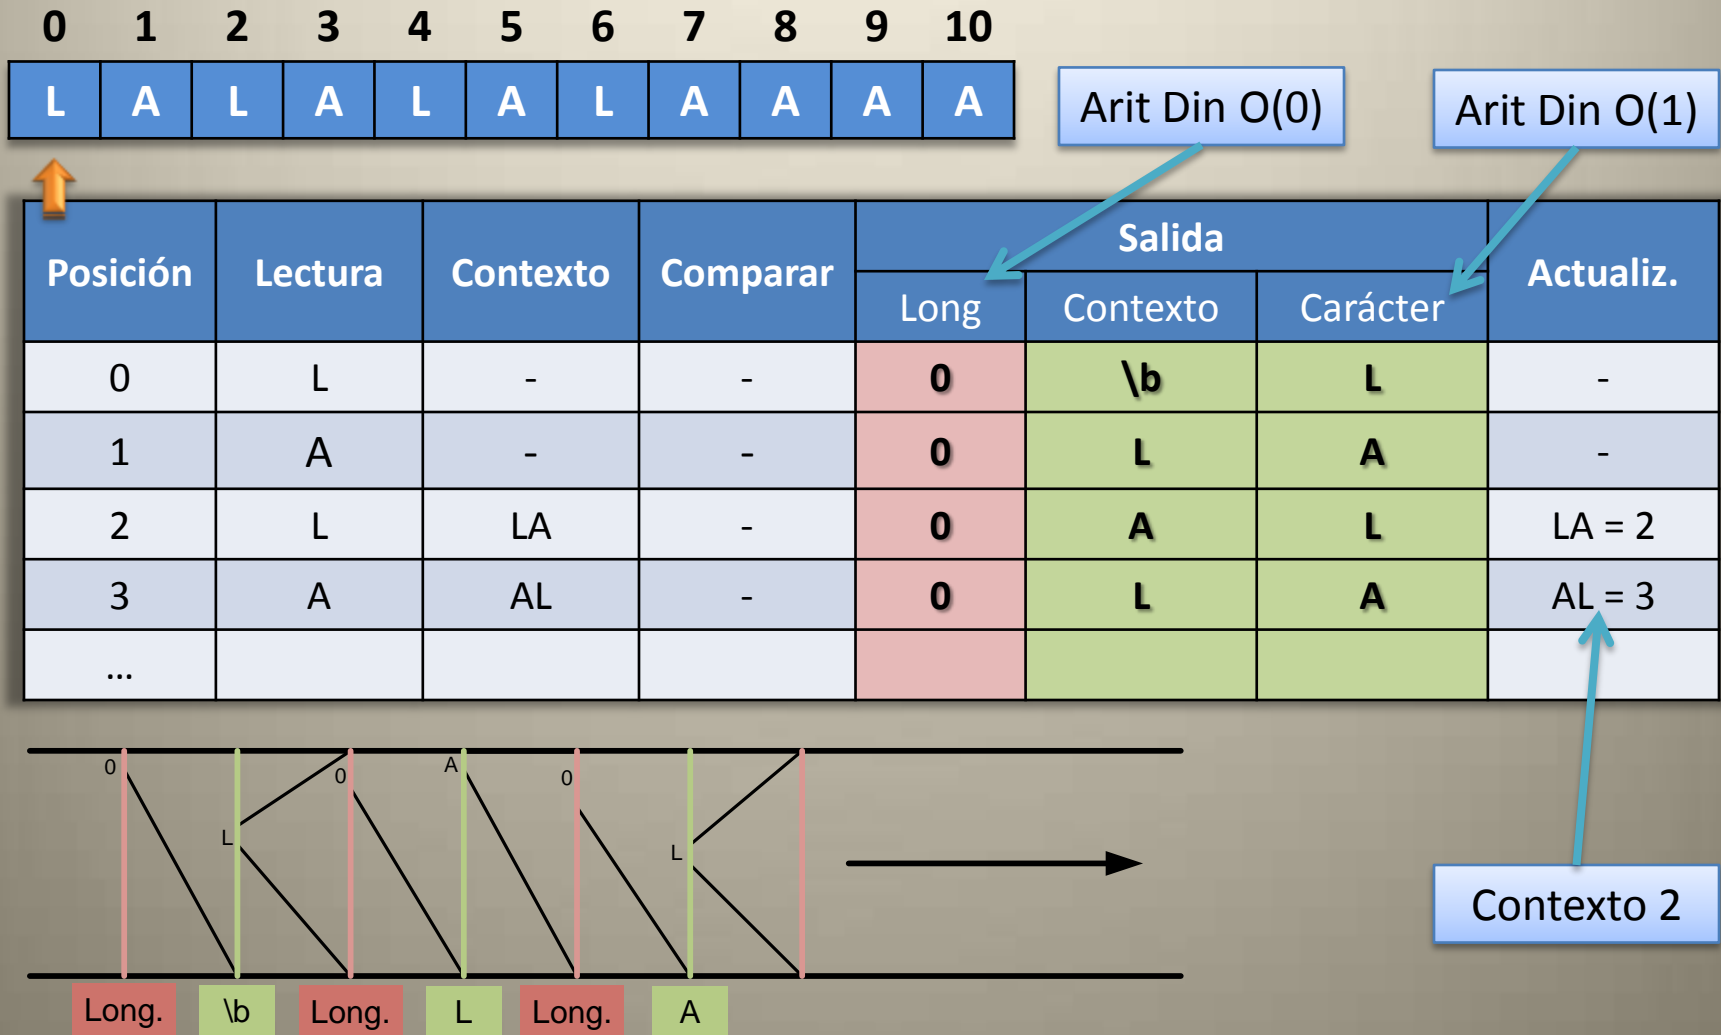 0 1 2 3 4 5 6 7 8 9 10
L A L A L A L A A A A
Arit Din O(0)
Arit Din O(1)
Posición Lectura Contexto Comparar Salida Actualiz.
Long Contexto Carácter
0 L - - 0 \b L -
1 A - - 0 L A -
2 L LA - 0 A L LA = 2
3 A AL - 0 L A AL = 3
...
0 L 0 A 0 L
Contexto 2
Long. \b Long. L Long. A